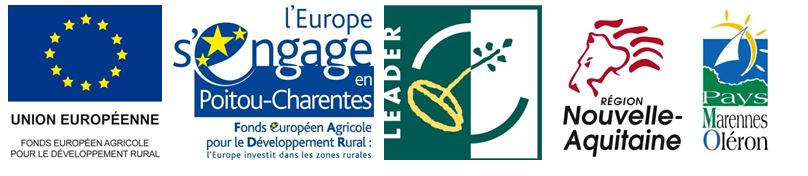 UNION EUROPÉENNE
FONDS EUROPÉEN AGRICOLE
POUR LE DÉVELOPPEMENT RURAL
l'Europe
s'engage
en
Poitou-Charentes
Fonds européen Agricole
pour le Développement Rural :
l'Europe investit dans les zones rurales
LEADER
RÉGION
Nouvelle-
Aquitaine
Pays
Marennes
Oléron